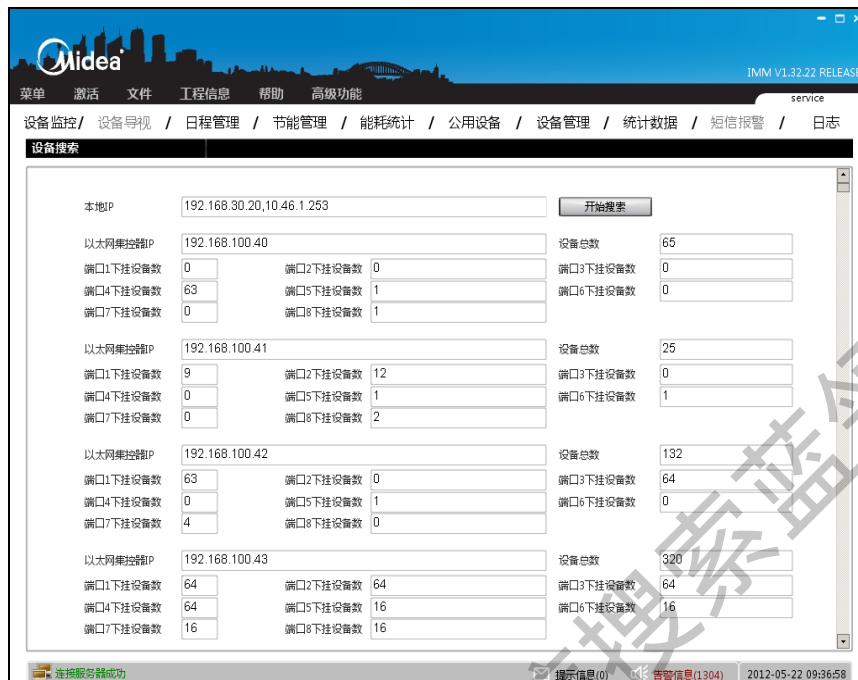 Midea
IMM V1.32.22 RELEASE
菜单 激活 文件 工程信息 帮助 高级功能
service
设备监控/ 设备导视 / 日程管理 / 节能管理 / 能耗统计 / 公用设备 / 设备管理 / 统计数据 / 短信报警 / 日志
设备搜索
本地IP 192.168.30.20,10.46.1.253 开始搜索
以太网集控器IP 192.168.100.40 设备总数 65
端口1下挂设备数 0 端口2下挂设备数 0 端口3下挂设备数 0
端口4下挂设备数 63 端口5下挂设备数 1 端口6下挂设备数 0
端口7下挂设备数 0 端口8下挂设备数 1
以太网集控器IP 192.168.100.41 设备总数 25
端口1下挂设备数 9 端口2下挂设备数 12 端口3下挂设备数 0
端口4下挂设备数 0 端口5下挂设备数 1 端口6下挂设备数 1
端口7下挂设备数 0 端口8下挂设备数 2
以太网集控器IP 192.168.100.42 设备总数 132
端口1下挂设备数 63 端口2下挂设备数 0 端口3下挂设备数 64
端口4下挂设备数 0 端口5下挂设备数 1 端口6下挂设备数 0
端口7下挂设备数 4 端口8下挂设备数 0
以太网集控器IP 192.168.100.43 设备总数 320
端口1下挂设备数 64 端口2下挂设备数 64 端口3下挂设备数 64
端口4下挂设备数 64 端口5下挂设备数 16 端口6下挂设备数 16
端口7下挂设备数 16 端口8下挂设备数 16
连接服务器成功 提示信息(0) 告警信息(1304) 2012-05-22 09:36:58
搜索蓝